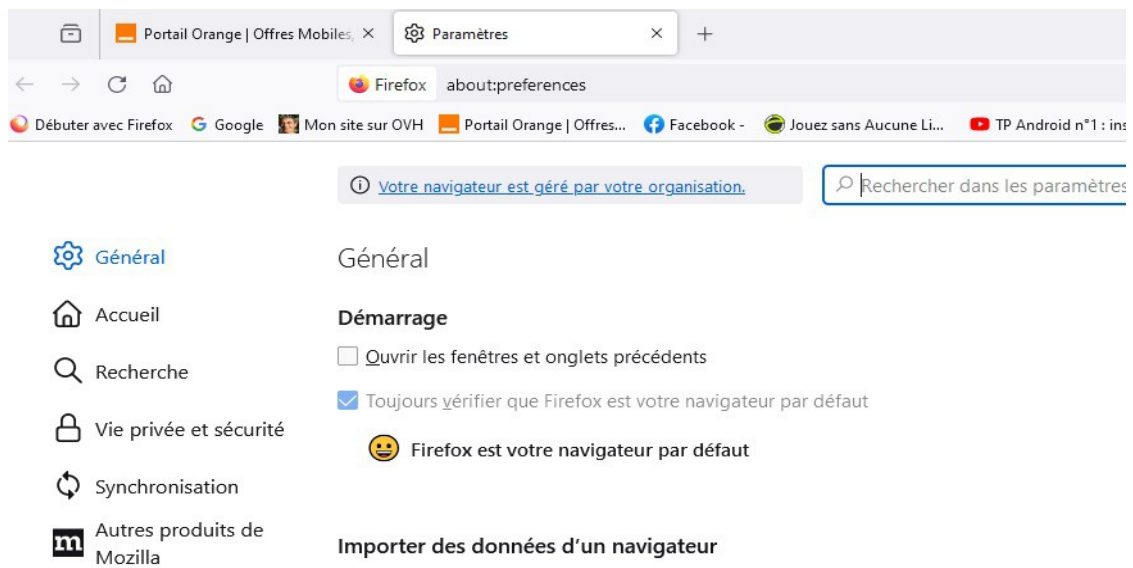 Portail Orange | Offres Mobiles,
Paramètres
Firefox about:preferences
Débuter avec Firefox Google Mon site sur OVH Portail Orange | Offres... Facebook - Jouez sans Aucune Li... TP Android n°1 : ins
Votre navigateur est géré par votre organisation.
Rechercher dans les paramètres
Général
Accueil
Recherche
Vie privée et sécurité
Synchronisation
m Autres produits de
Mozilla
Général
Démarrage
Ouvrir les fenêtres et onglets précédents
Toujours vérifier que Firefox est votre navigateur par défaut
Firefox est votre navigateur par défaut
Importer des données d’un navigateur